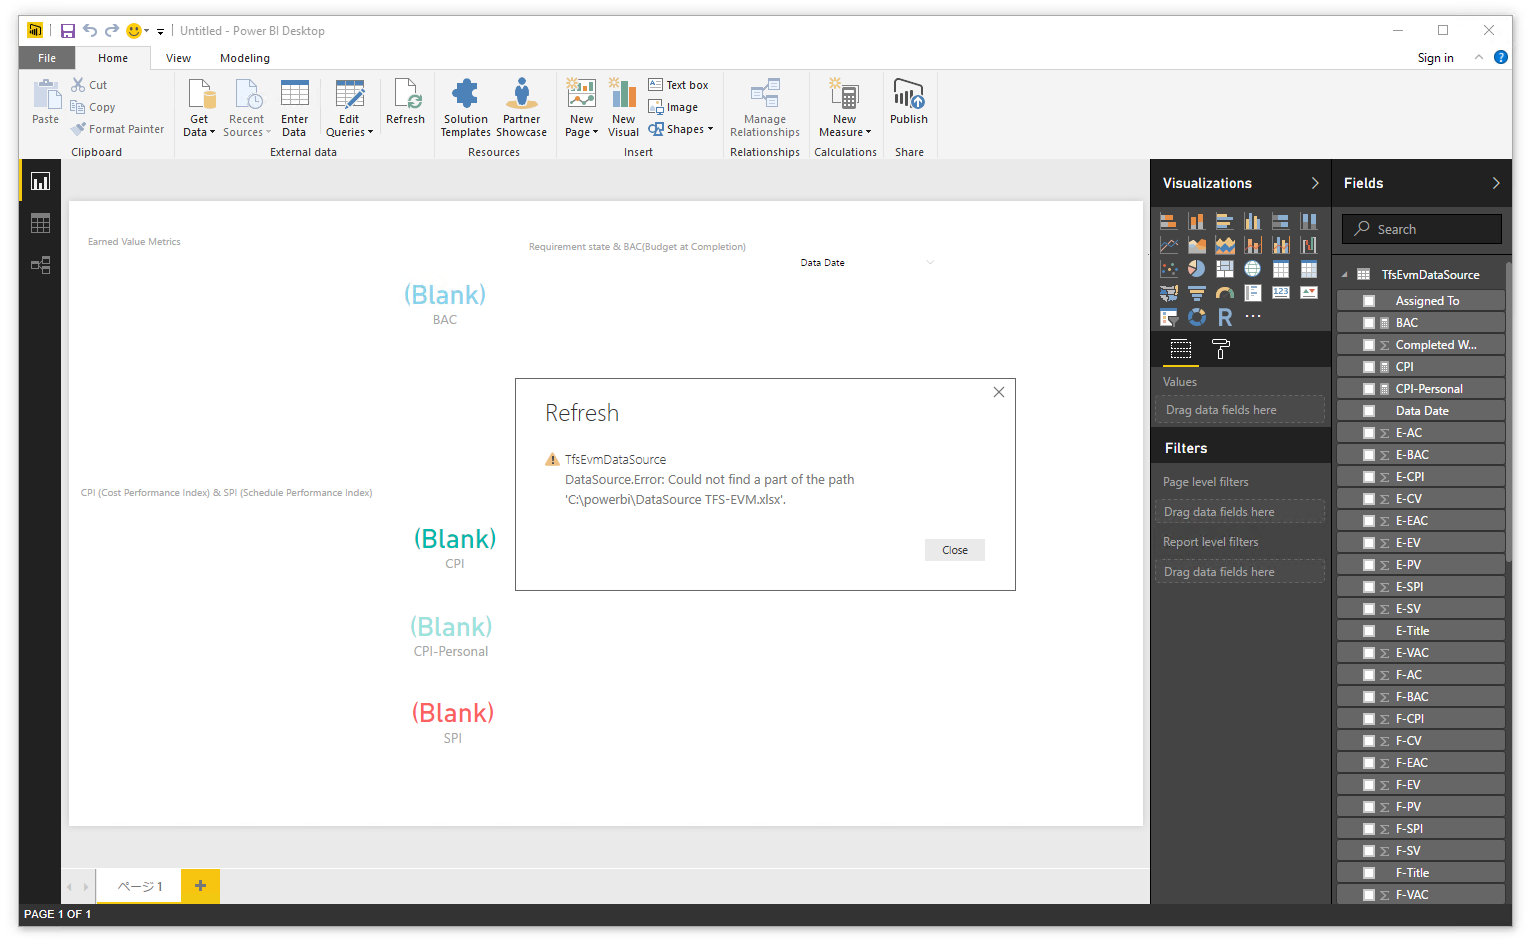 Untitled - Power BI Desktop
File
Home
View
Modeling
Sign in
?
Paste
Cut
Copy
Format Painter
Clipboard
Get Data
Recent Sources
Enter Data
Edit Queries
Refresh
External data
Solution Templates
Partner Showcase
Resources
New Page
New Visual
Text box
Image
Shapes
Insert
Manage Relationships
Relationships
New Measure
Calculations
Publish
Share
Earned Value Metrics
(Blank)
BAC
Requirement state & BAC(Budget at Completion)
Data Date
CPI (Cost Performance Index) & SPI (Schedule Performance Index)
(Blank)
CPI
(Blank)
CPI-Personal
(Blank)
SPI
Refresh
TfsEvmDataSource
DataSource.Error: Could not find a part of the path
'C:\powerbi\DataSource TFS-EVM.xlsx'.
Close
Visualizations
123
R
Values
Drag data fields here
Filters
Page level filters
Drag data fields here
Report level filters
Drag data fields here
Fields
Search
TfsEvmDataSource
Assigned To
BAC
Completed W...
CPI
CPI-Personal
Data Date
E-AC
E-BAC
E-CPI
E-CV
E-EAC
E-EV
E-PV
E-SPI
E-SV
E-Title
E-VAC
F-AC
F-BAC
F-CPI
F-CV
F-EAC
F-EV
F-PV
F-SPI
F-SV
F-Title
F-VAC
ページ 1
PAGE 1 OF 1